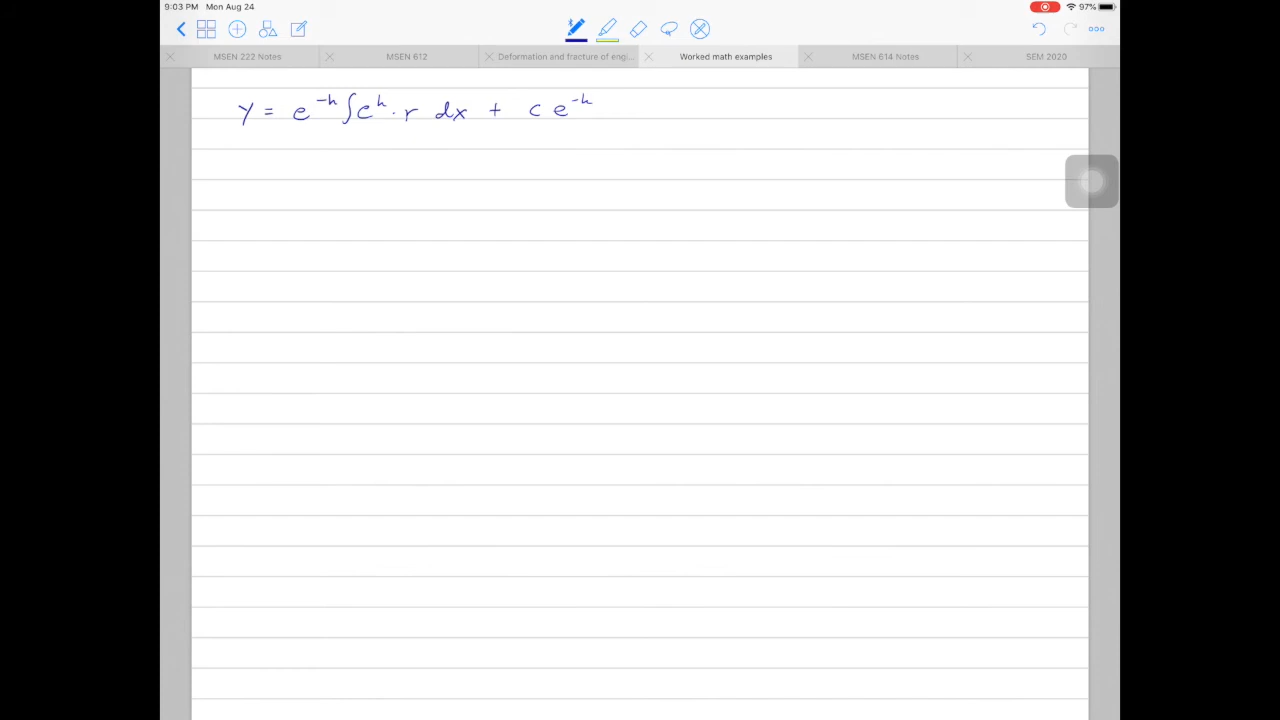 9:03 PM Mon Aug 24
97%
MSEN 222 Notes
MSEN 612
Deformation and fracture of engi...
Worked math examples
MSEN 614 Notes
SEM 2020
y = e^{-h} ∫ e^{h} · r dx + c e^{-h}